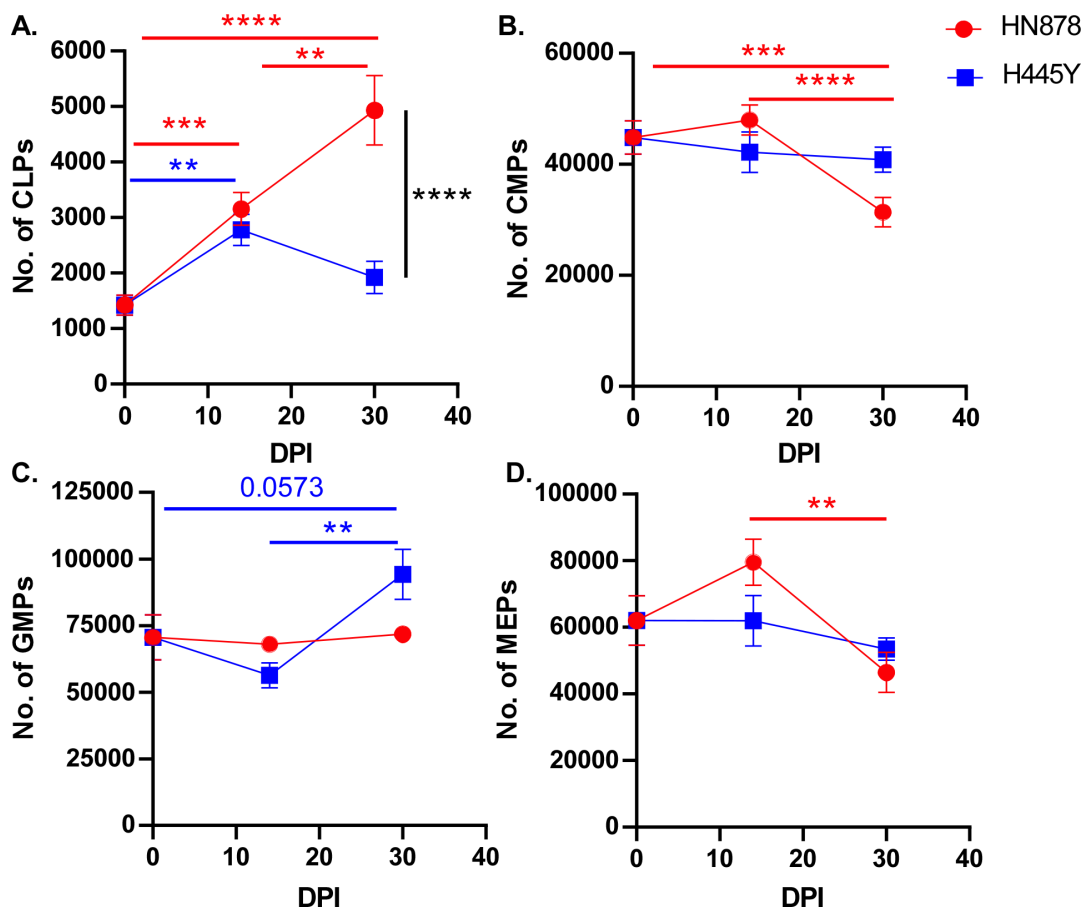 A.
****
**
***
**
****
6000
5000
4000
3000
2000
1000
0
No. of CLPs
0 10 20 30 40
DPI
B.
***
****
60000
40000
20000
0
No. of CMPs
0 10 20 30 40
DPI
HN878
H445Y
C.
0.0573
**
125000
100000
75000
50000
25000
0
No. of GMPs
0 10 20 30 40
DPI
D.
**
100000
80000
60000
40000
20000
0
No. of MEPs
0 10 20 30 40
DPI